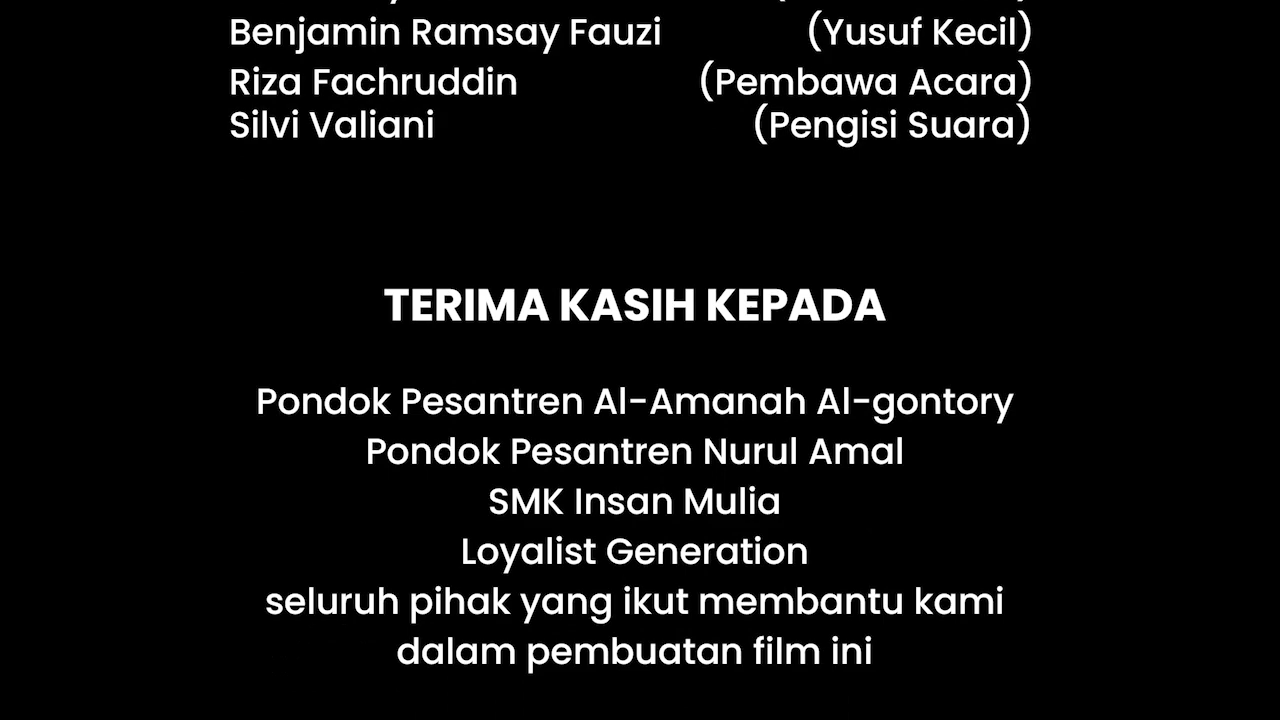 Benjamin Ramsay Fauzi (Yusuf Kecil)
Riza Fachruddin (Pembawa Acara)
Silvi Valiani (Pengisi Suara)
TERIMA KASIH KEPADA
Pondok Pesantren Al-Amanah Al-gontory
Pondok Pesantren Nurul Amal
SMK Insan Mulia
Loyalist Generation
seluruh pihak yang ikut membantu kami
dalam pembuatan film ini